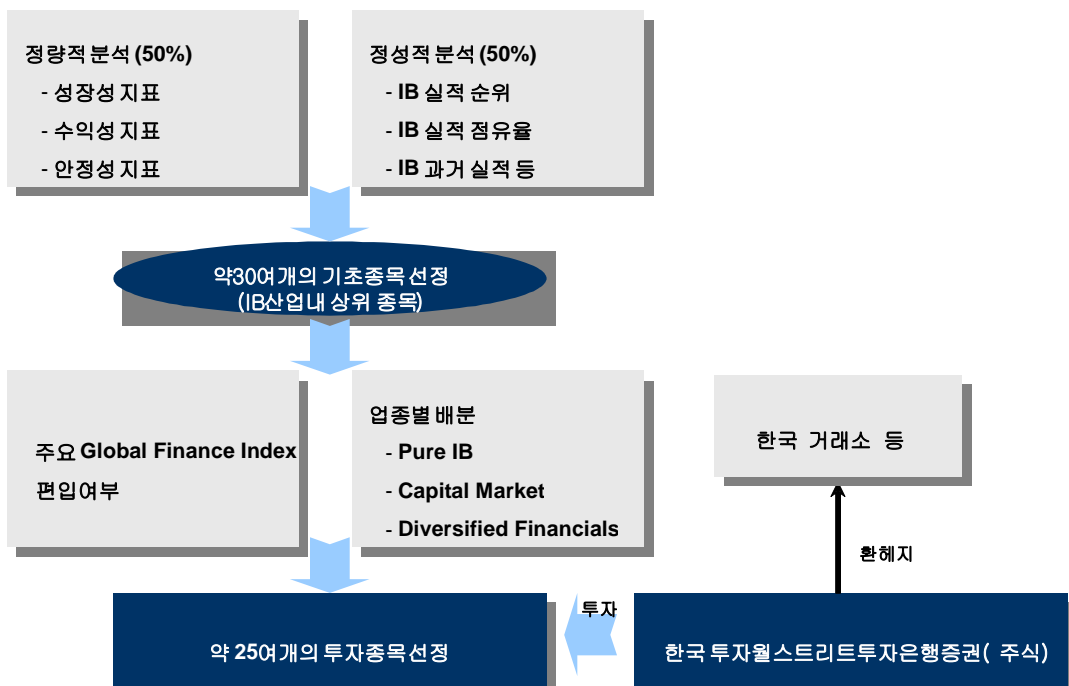 정량적 분석 (50%)
- 성장성 지표
- 수익성 지표
- 안정성 지표
정성적 분석 (50%)
- IB 실적 순위
- IB 실적 점유율
- IB 과거 실적 등
약30여개의 기초종목 선정
(IB산업내 상위 종목)
주요 Global Finance Index
편입여부
업종별 배분
- Pure IB
- Capital Market
- Diversified Financials
한국 거래소 등
환헤지
약 25여개의 투자종목선정
투자
한국 투자월스트리트투자은행증권( 주식)